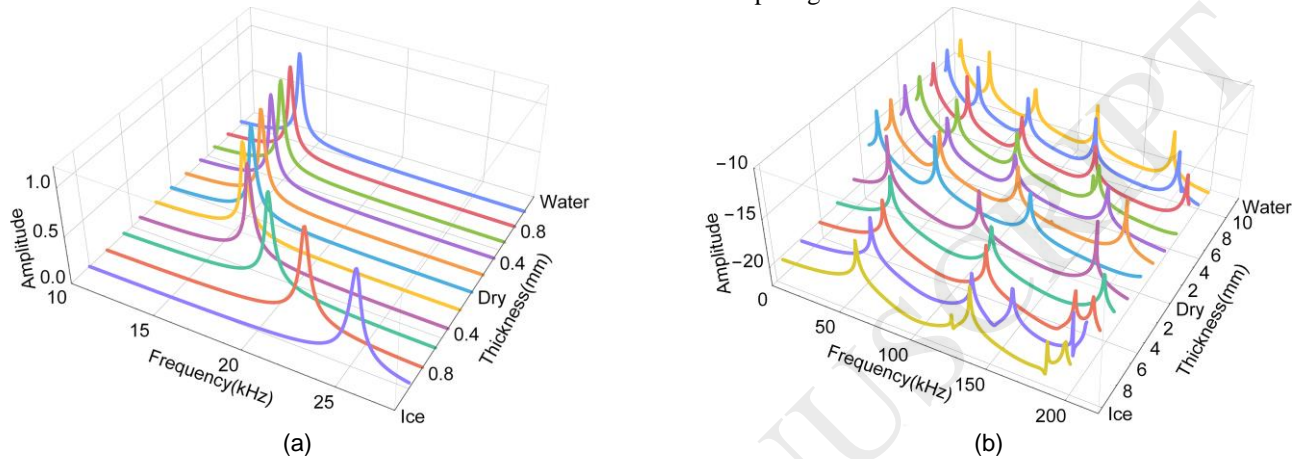 1.0
0.5
0.0
Amplitude
10
15
20
25
Frequency(kHz)
Water
0.8
0.4
Dry
0.4
0.8
Ice
Thickness(mm)
(a)
−10
−15
−20
Amplitude
0
50
100
150
200
Frequency(kHz)
Water
10
8
6
4
2
Dry
2
4
6
8
Ice
Thickness(mm)
(b)